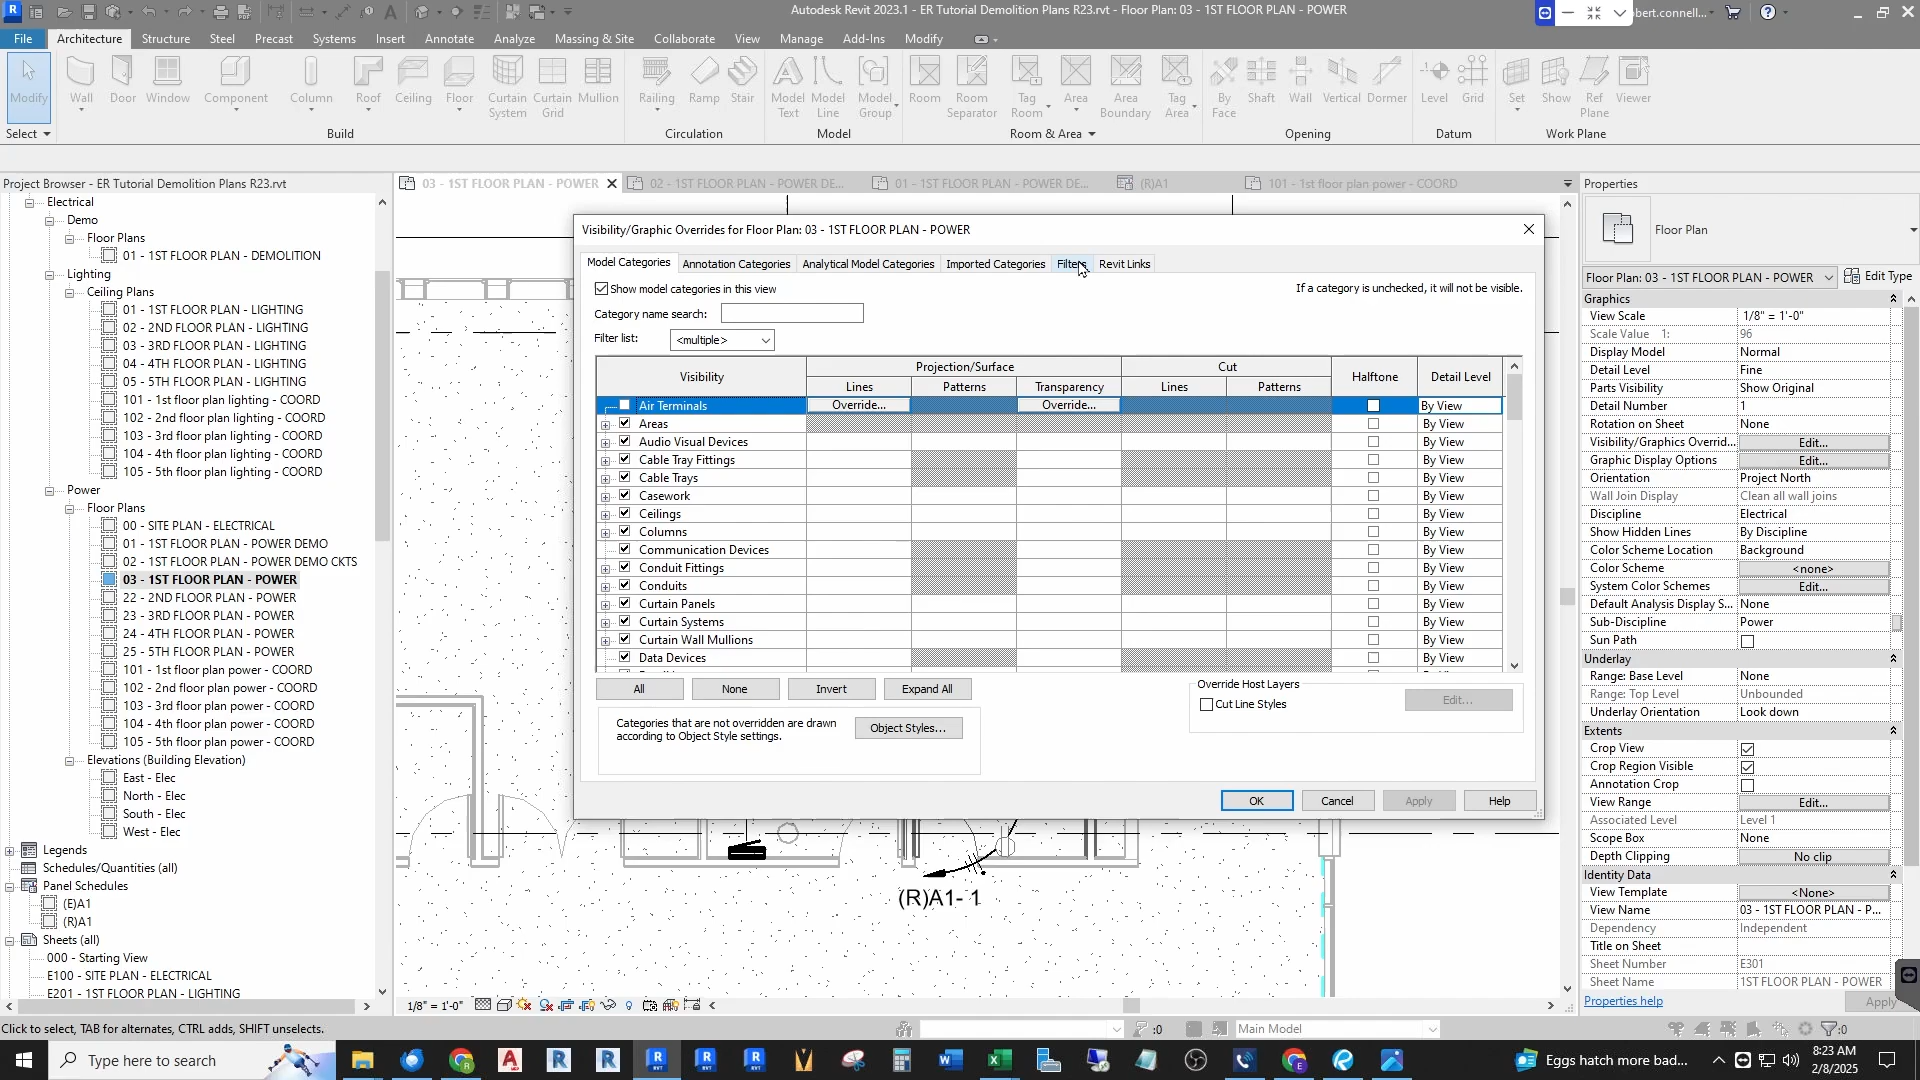 Autodesk Revit 2023.1 - ER Tutorial Demolition Plans R23.rvt - Floor Plan: 03 - 1ST FLOOR PLAN - POWER
obert.connell...
File Architecture Structure Steel Precast Systems Insert Annotate Analyze Massing & Site Collaborate View Manage Add-Ins Modify
Modify Wall Door Window Component Column Roof Ceiling Floor Curtain System Curtain Grid Mullion Railing Ramp Stair Model Text Model Line Model Group Room Room Separator Tag Room Area Area Boundary Tag Area By Face Shaft Wall Vertical Dormer Level Grid Set Show Ref Plane Viewer
Select Build Circulation Model Room & Area Opening Datum Work Plane
Project Browser - ER Tutorial Demolition Plans R23.rvt
Electrical
Demo
Floor Plans
01 - 1ST FLOOR PLAN - DEMOLITION
Lighting
Ceiling Plans
01 - 1ST FLOOR PLAN - LIGHTING
02 - 2ND FLOOR PLAN - LIGHTING
03 - 3RD FLOOR PLAN - LIGHTING
04 - 4TH FLOOR PLAN - LIGHTING
05 - 5TH FLOOR PLAN - LIGHTING
101 - 1st floor plan lighting - COORD
102 - 2nd floor plan lighting - COORD
103 - 3rd floor plan lighting - COORD
104 - 4th floor plan lighting - COORD
105 - 5th floor plan lighting - COORD
Power
Floor Plans
00 - SITE PLAN - ELECTRICAL
01 - 1ST FLOOR PLAN - POWER DEMO
02 - 1ST FLOOR PLAN - POWER DEMO CKTS
03 - 1ST FLOOR PLAN - POWER
22 - 2ND FLOOR PLAN - POWER
23 - 3RD FLOOR PLAN - POWER
24 - 4TH FLOOR PLAN - POWER
25 - 5TH FLOOR PLAN - POWER
101 - 1st floor plan power - COORD
102 - 2nd floor plan power - COORD
103 - 3rd floor plan power - COORD
104 - 4th floor plan power - COORD
105 - 5th floor plan power - COORD
Elevations (Building Elevation)
East - Elec
North - Elec
South - Elec
West - Elec
Legends
Schedules/Quantities (all)
Panel Schedules
(E)A1
(R)A1
Sheets (all)
000 - Starting View
E100 - SITE PLAN - ELECTRICAL
E201 - 1ST FLOOR PLAN - LIGHTING
03 - 1ST FLOOR PLAN - POWER 02 - 1ST FLOOR PLAN - POWER DE... 01 - 1ST FLOOR PLAN - POWER DE... (R)A1 101 - 1st floor plan power - COORD
Visibility/Graphic Overrides for Floor Plan: 03 - 1ST FLOOR PLAN - POWER
Model Categories Annotation Categories Analytical Model Categories Imported Categories Filters Revit Links
Show model categories in this view If a category is unchecked, it will not be visible.
Category name search:
Filter list: <multiple>
Visibility Projection/Surface Cut Halftone Detail Level
Lines Patterns Transparency Lines Patterns
Air Terminals Override... Override... By View
Areas By View
Audio Visual Devices By View
Cable Tray Fittings By View
Cable Trays By View
Casework By View
Ceilings By View
Columns By View
Communication Devices By View
Conduit Fittings By View
Conduits By View
Curtain Panels By View
Curtain Systems By View
Curtain Wall Mullions By View
Data Devices By View
All None Invert Expand All
Override Host Layers
Cut Line Styles Edit...
Categories that are not overridden are drawn
according to Object Style settings.
Object Styles...
OK Cancel Apply Help
(R)A1- 1
1/8" = 1'-0"
Properties
Floor Plan
Floor Plan: 03 - 1ST FLOOR PLAN - POWER Edit Type
Graphics
View Scale 1/8" = 1'-0"
Scale Value 1: 96
Display Model Normal
Detail Level Fine
Parts Visibility Show Original
Detail Number 1
Rotation on Sheet None
Visibility/Graphics Overrid... Edit...
Graphic Display Options Edit...
Orientation Project North
Wall Join Display Clean all wall joins
Discipline Electrical
Show Hidden Lines By Discipline
Color Scheme Location Background
Color Scheme <none>
System Color Schemes Edit...
Default Analysis Display S... None
Sub-Discipline Power
Sun Path
Underlay
Range: Base Level None
Range: Top Level Unbounded
Underlay Orientation Look down
Extents
Crop View
Crop Region Visible
Annotation Crop
View Range Edit...
Associated Level Level 1
Scope Box None
Depth Clipping No clip
Identity Data
View Template <None>
View Name 03 - 1ST FLOOR PLAN - P...
Dependency Independent
Title on Sheet
Sheet Number E301
Sheet Name 1ST FLOOR PLAN - POWER
Properties help Apply
Click to select, TAB for alternates, CTRL adds, SHIFT unselects.
:0 Main Model :0
Type here to search
Eggs hatch more bad...
8:23 AM
2/8/2025